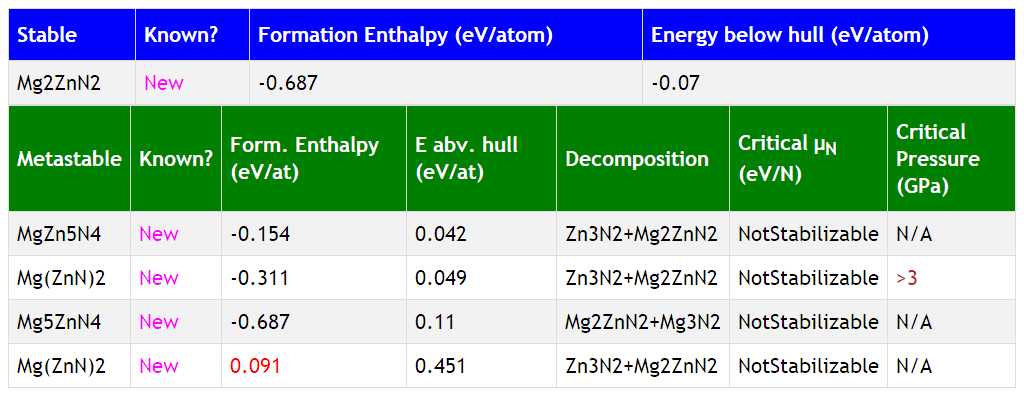 Stable Known? Formation Enthalpy (eV/atom) Energy below hull (eV/atom)
Mg2ZnN2 New -0.687 -0.07
Metastable Known? Form. Enthalpy (eV/at) E abv. hull (eV/at) Decomposition Critical μN (eV/N) Critical Pressure (GPa)
MgZn5N4 New -0.154 0.042 Zn3N2+Mg2ZnN2 NotStabilizable N/A
Mg(ZnN)2 New -0.311 0.049 Zn3N2+Mg2ZnN2 NotStabilizable >3
Mg5ZnN4 New -0.687 0.11 Mg2ZnN2+Mg3N2 NotStabilizable N/A
Mg(ZnN)2 New 0.091 0.451 Zn3N2+Mg2ZnN2 NotStabilizable N/A